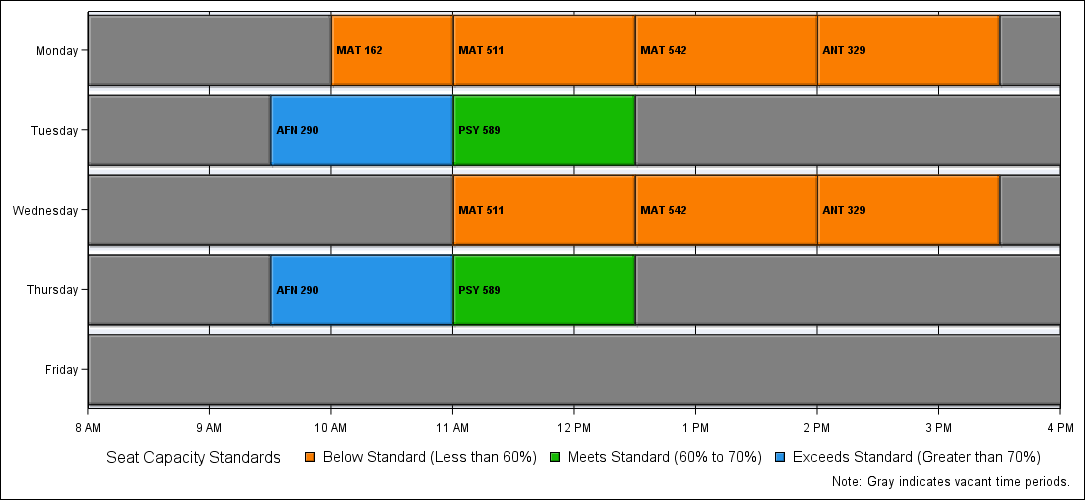 Monday MAT 162 MAT 511 MAT 542 ANT 329
Tuesday AFN 290 PSY 589
Wednesday MAT 511 MAT 542 ANT 329
Thursday AFN 290 PSY 589
Friday
8 AM 9 AM 10 AM 11 AM 12 PM 1 PM 2 PM 3 PM 4 PM
Seat Capacity Standards Below Standard (Less than 60%) Meets Standard (60% to 70%) Exceeds Standard (Greater than 70%)
Note: Gray indicates vacant time periods.